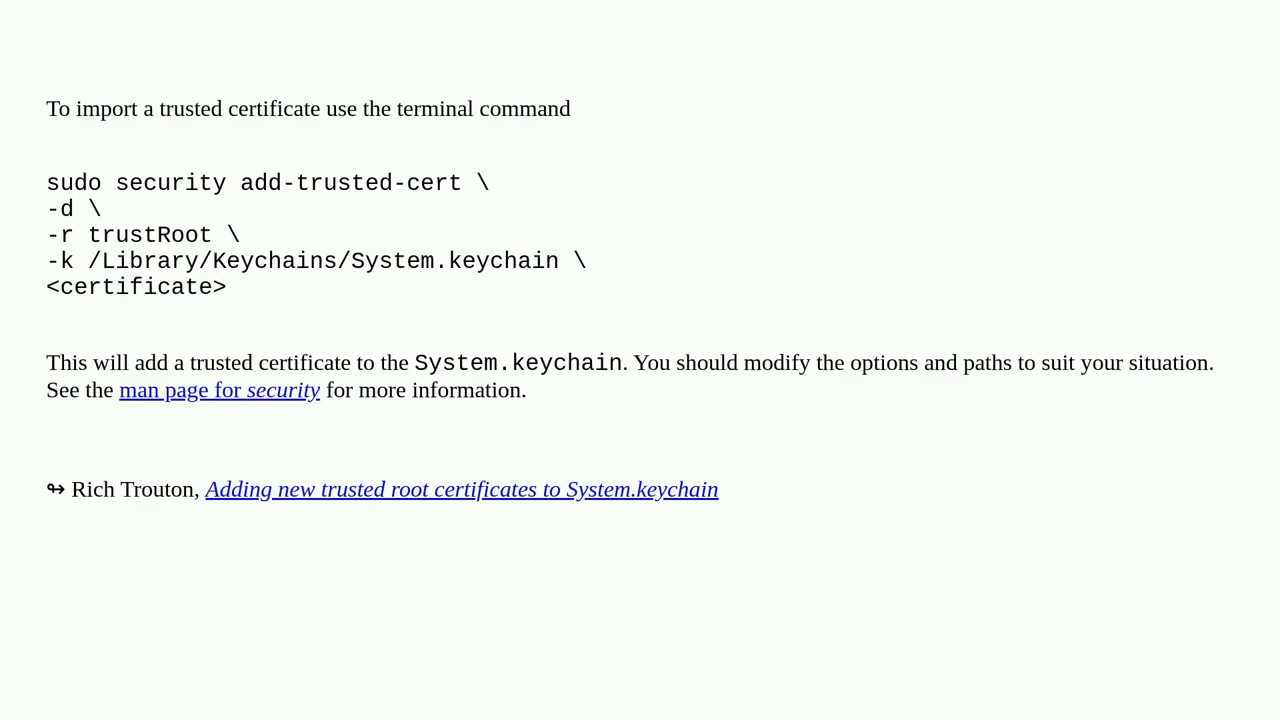 To import a trusted certificate use the terminal command
sudo security add-trusted-cert \
-d \
-r trustRoot \
-k /Library/Keychains/System.keychain \
<certificate>
This will add a trusted certificate to the System.keychain. You should modify the options and paths to suit your situation.
See the man page for security for more information.
↬ Rich Trouton, Adding new trusted root certificates to System.keychain